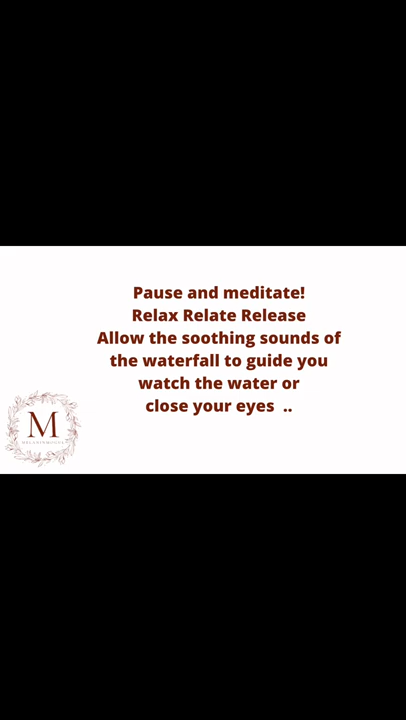 Pause and meditate!
Relax Relate Release
Allow the soothing sounds of
the waterfall to guide you
watch the water or
close your eyes ..
M